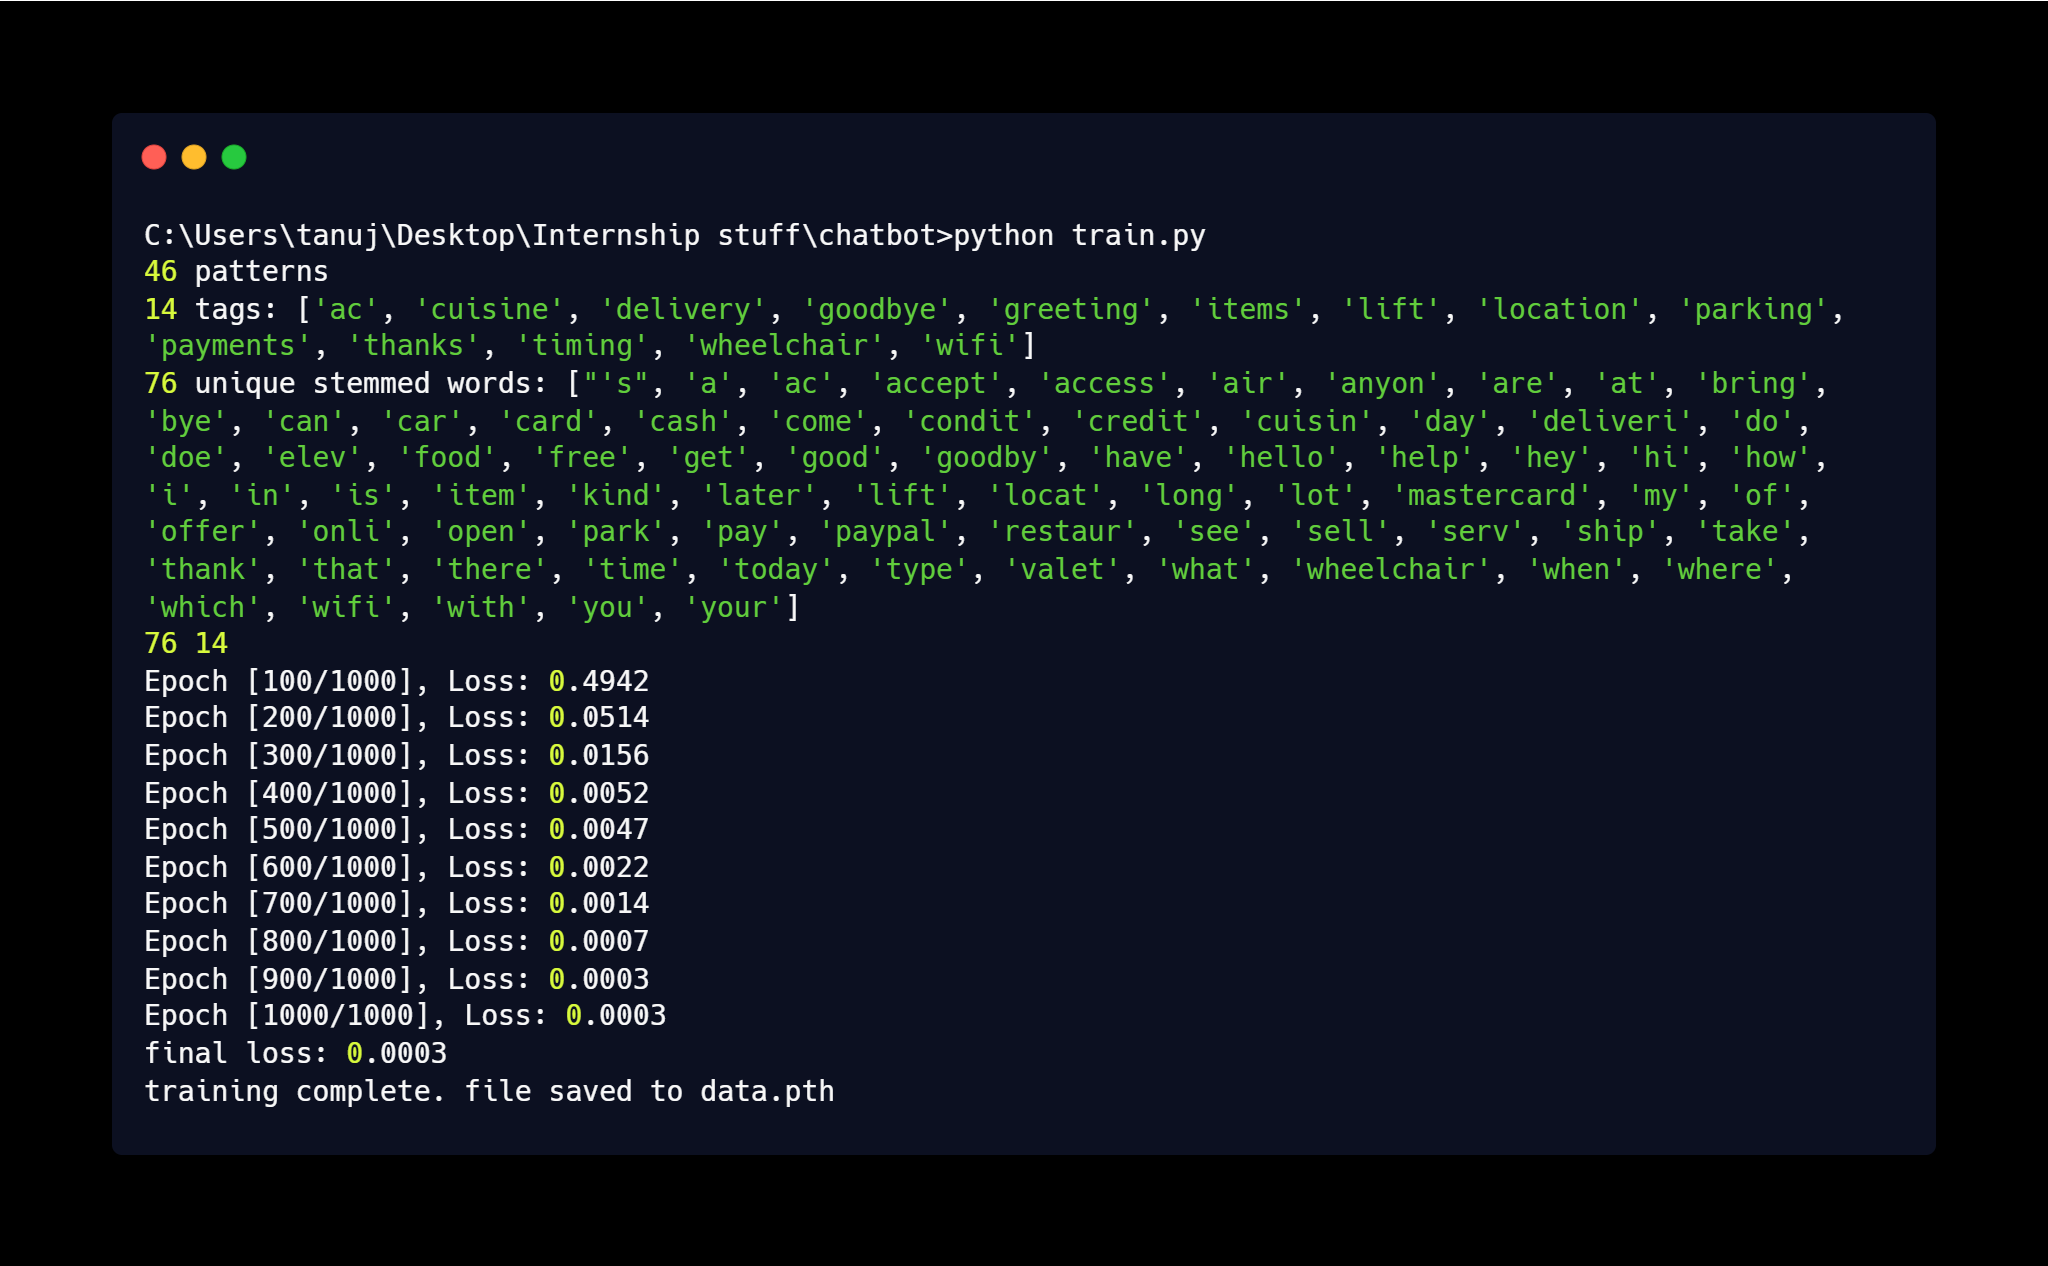 C:\Users\tanuj\Desktop\Internship stuff\chatbot>python train.py
46 patterns
14 tags: ['ac', 'cuisine', 'delivery', 'goodbye', 'greeting', 'items', 'lift', 'location', 'parking',
'payments', 'thanks', 'timing', 'wheelchair', 'wifi']
76 unique stemmed words: ["'s", 'a', 'ac', 'accept', 'access', 'air', 'anyon', 'are', 'at', 'bring',
'bye', 'can', 'car', 'card', 'cash', 'come', 'condit', 'credit', 'cuisin', 'day', 'deliveri', 'do',
'doe', 'elev', 'food', 'free', 'get', 'good', 'goodby', 'have', 'hello', 'help', 'hey', 'hi', 'how',
'i', 'in', 'is', 'item', 'kind', 'later', 'lift', 'locat', 'long', 'lot', 'mastercard', 'my', 'of',
'offer', 'onli', 'open', 'park', 'pay', 'paypal', 'restaur', 'see', 'sell', 'serv', 'ship', 'take',
'thank', 'that', 'there', 'time', 'today', 'type', 'valet', 'what', 'wheelchair', 'when', 'where',
'which', 'wifi', 'with', 'you', 'your']
76 14
Epoch [100/1000], Loss: 0.4942
Epoch [200/1000], Loss: 0.0514
Epoch [300/1000], Loss: 0.0156
Epoch [400/1000], Loss: 0.0052
Epoch [500/1000], Loss: 0.0047
Epoch [600/1000], Loss: 0.0022
Epoch [700/1000], Loss: 0.0014
Epoch [800/1000], Loss: 0.0007
Epoch [900/1000], Loss: 0.0003
Epoch [1000/1000], Loss: 0.0003
final loss: 0.0003
training complete. file saved to data.pth